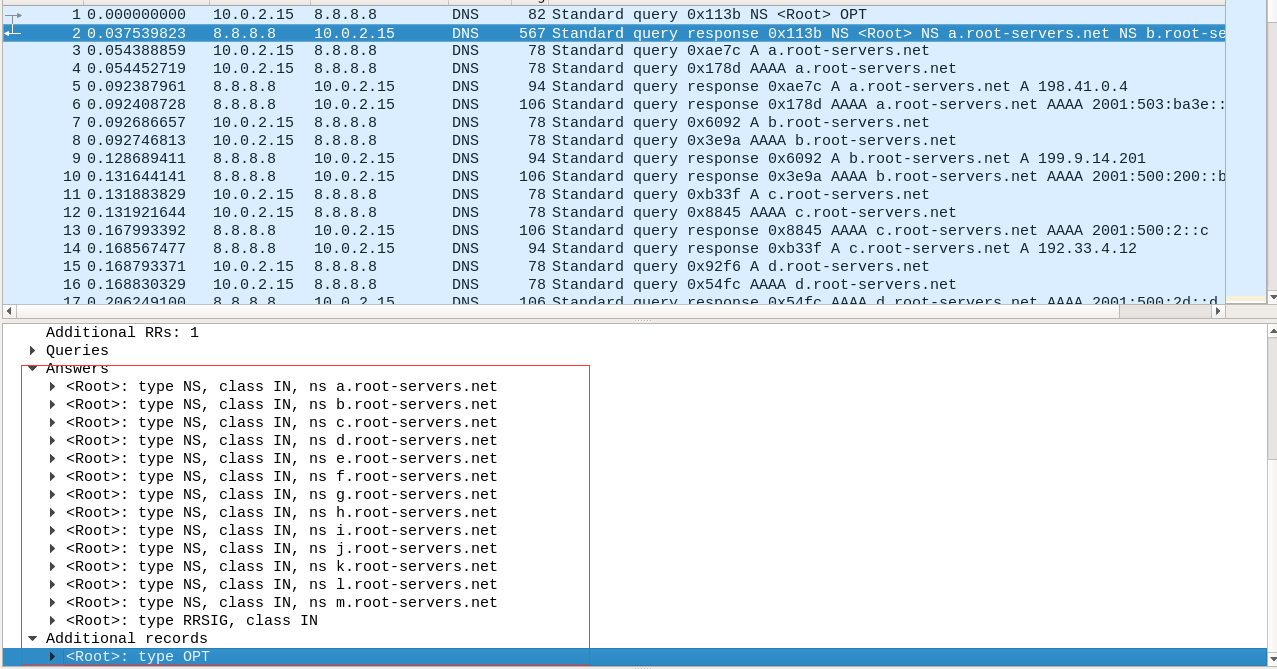 1 0.000000000 10.0.2.15 8.8.8.8 DNS 82 Standard query 0x113b NS <Root> OPT
2 0.037539823 8.8.8.8 10.0.2.15 DNS 567 Standard query response 0x113b NS <Root> NS a.root-servers.net NS b.root-se
3 0.054388859 10.0.2.15 8.8.8.8 DNS 78 Standard query 0xae7c A a.root-servers.net
4 0.054452719 10.0.2.15 8.8.8.8 DNS 78 Standard query 0x178d AAAA a.root-servers.net
5 0.092387961 8.8.8.8 10.0.2.15 DNS 94 Standard query response 0xae7c A a.root-servers.net A 198.41.0.4
6 0.092408728 8.8.8.8 10.0.2.15 DNS 106 Standard query response 0x178d AAAA a.root-servers.net AAAA 2001:503:ba3e::
7 0.092686657 10.0.2.15 8.8.8.8 DNS 78 Standard query 0x6092 A b.root-servers.net
8 0.092746813 10.0.2.15 8.8.8.8 DNS 78 Standard query 0x3e9a AAAA b.root-servers.net
9 0.128689411 8.8.8.8 10.0.2.15 DNS 94 Standard query response 0x6092 A b.root-servers.net A 199.9.14.201
10 0.131644141 8.8.8.8 10.0.2.15 DNS 106 Standard query response 0x3e9a AAAA b.root-servers.net AAAA 2001:500:200::b
11 0.131883829 10.0.2.15 8.8.8.8 DNS 78 Standard query 0xb33f A c.root-servers.net
12 0.131921644 10.0.2.15 8.8.8.8 DNS 78 Standard query 0x8845 AAAA c.root-servers.net
13 0.167993392 8.8.8.8 10.0.2.15 DNS 106 Standard query response 0x8845 AAAA c.root-servers.net AAAA 2001:500:2::c
14 0.168567477 8.8.8.8 10.0.2.15 DNS 94 Standard query response 0xb33f A c.root-servers.net A 192.33.4.12
15 0.168793371 10.0.2.15 8.8.8.8 DNS 78 Standard query 0x92f6 A d.root-servers.net
16 0.168830329 10.0.2.15 8.8.8.8 DNS 78 Standard query 0x54fc AAAA d.root-servers.net
17 0.206249100 8.8.8.8 10.0.2.15 DNS 106 Standard query response 0x54fc AAAA d.root-servers.net AAAA 2001:500:2d::d
Additional RRs: 1
Queries
Answers
<Root>: type NS, class IN, ns a.root-servers.net
<Root>: type NS, class IN, ns b.root-servers.net
<Root>: type NS, class IN, ns c.root-servers.net
<Root>: type NS, class IN, ns d.root-servers.net
<Root>: type NS, class IN, ns e.root-servers.net
<Root>: type NS, class IN, ns f.root-servers.net
<Root>: type NS, class IN, ns g.root-servers.net
<Root>: type NS, class IN, ns h.root-servers.net
<Root>: type NS, class IN, ns i.root-servers.net
<Root>: type NS, class IN, ns j.root-servers.net
<Root>: type NS, class IN, ns k.root-servers.net
<Root>: type NS, class IN, ns l.root-servers.net
<Root>: type NS, class IN, ns m.root-servers.net
<Root>: type RRSIG, class IN
Additional records
<Root>: type OPT